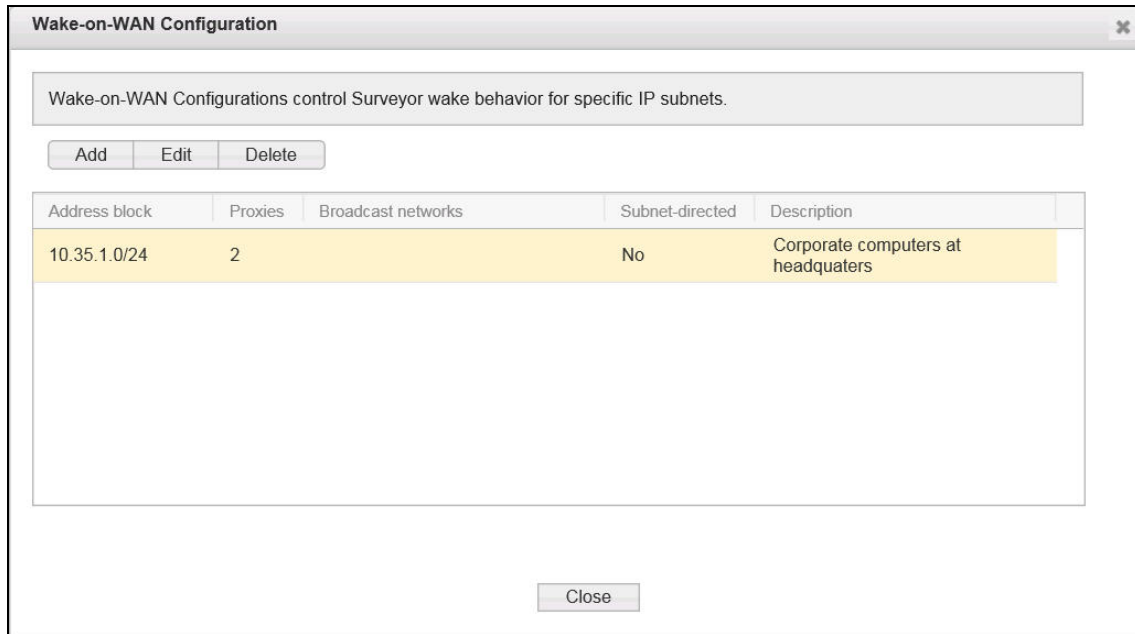 Wake-on-WAN Configuration
Wake-on-WAN Configurations control Surveyor wake behavior for specific IP subnets.
Add Edit Delete
Address block Proxies Broadcast networks Subnet-directed Description
10.35.1.0/24 2 No Corporate computers at
headquaters
Close